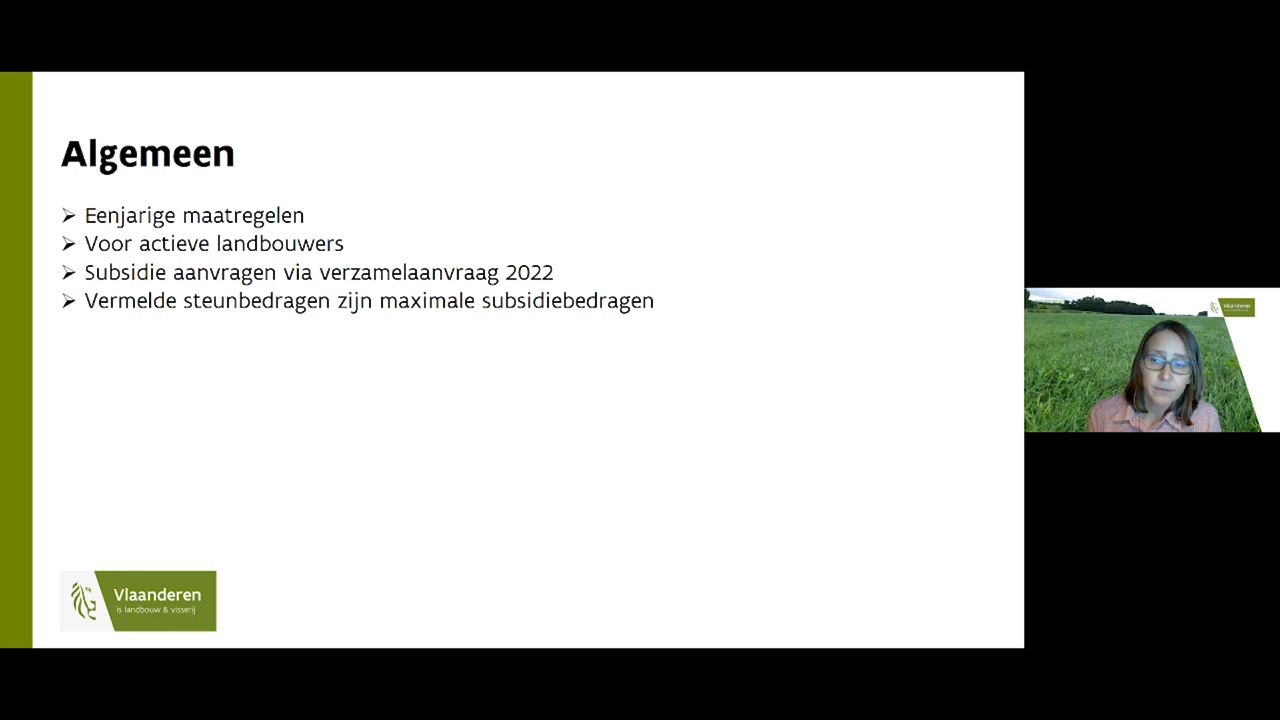 Algemeen
➢ Eenjarige maatregelen
➢ Voor actieve landbouwers
➢ Subsidie aanvragen via verzamelaanvraag 2022
➢ Vermelde steunbedragen zijn maximale subsidiebedragen
Vlaanderen
is landbouw & visserij
Vlaanderen